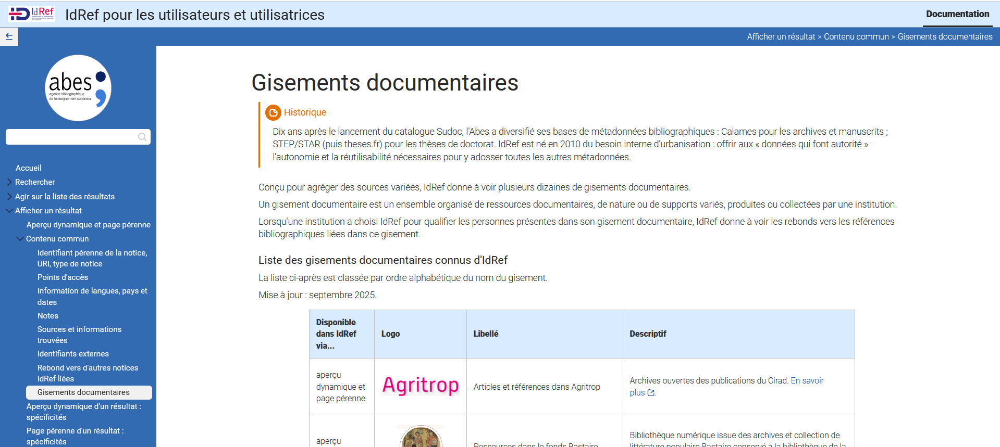 IdRef
IdRef pour les utilisateurs et utilisatrices
Documentation
Afficher un résultat > Contenu commun > Gisements documentaires
abes
agence bibliographique
de l'enseignement supérieur
Accueil
Rechercher
Agir sur la liste des résultats
Afficher un résultat
Aperçu dynamique et page pérenne
Contenu commun
Identifiant pérenne de la notice,
URI, type de notice
Points d'accès
Information de langues, pays et
dates
Notes
Sources et informations
trouvées
Identifiants externes
Rebond vers d'autres notices
IdRef liées
Gisements documentaires
Aperçu dynamique d'un résultat :
spécificités
Page pérenne d'un résultat :
spécificités
Gisements documentaires
Historique
Dix ans après le lancement du catalogue Sudoc, l'Abes a diversifié ses bases de métadonnées bibliographiques : Calames pour les archives et manuscrits ;
STEP/STAR (puis theses.fr) pour les thèses de doctorat. IdRef est né en 2010 du besoin interne d'urbanisation : offrir aux « données qui font autorité »
l'autonomie et la réutilisabilité nécessaires pour y adosser toutes les autres métadonnées.
Conçu pour agréger des sources variées, IdRef donne à voir plusieurs dizaines de gisements documentaires.
Un gisement documentaire est un ensemble organisé de ressources documentaires, de nature ou de supports variés, produites ou collectées par une institution.
Lorsqu'une institution a choisi IdRef pour qualifier les personnes présentes dans son gisement documentaire, IdRef donne à voir les rebonds vers les références
bibliographiques liées dans ce gisement.
Liste des gisements documentaires connus d'IdRef
La liste ci-après est classée par ordre alphabétique du nom du gisement.
Mise à jour : septembre 2025.
Disponible
dans IdRef
via...
Logo
Libellé
Descriptif
aperçu
dynamique et
page pérenne
Agritrop
Articles et références dans Agritrop
Archives ouvertes des publications du Cirad. En savoir
plus .
aperçu
Ressources dans le fonds Bastaire
Bibliothèque numérique issue des archives et collection de
littérature populaire Bastaire conservé à la bibliothèque de la